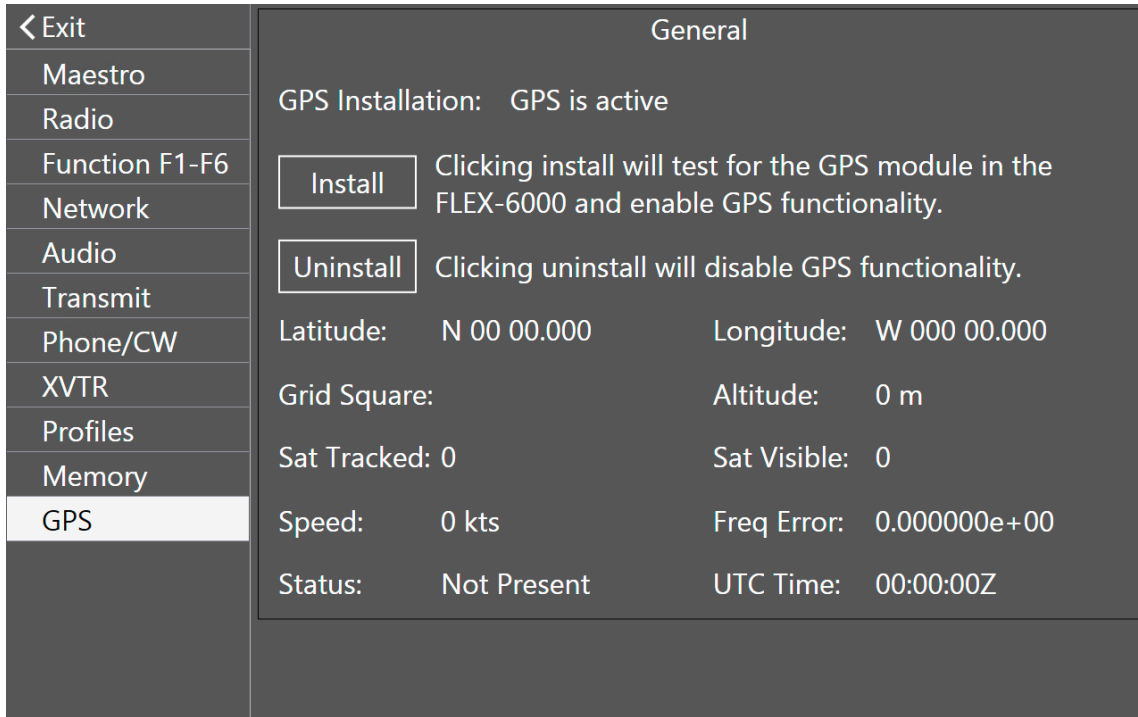 Exit
Maestro
Radio
Function F1-F6
Network
Audio
Transmit
Phone/CW
XVTR
Profiles
Memory
GPS
General
GPS Installation: GPS is active
Install
Clicking install will test for the GPS module in the
FLEX-6000 and enable GPS functionality.
Uninstall Clicking uninstall will disable GPS functionality.
Latitude: N 00 00.000 Longitude: W 000 00.000
Grid Square: Altitude: 0 m
Sat Tracked: 0 Sat Visible: 0
Speed: 0 kts Freq Error: 0.000000e+00
Status: Not Present UTC Time: 00:00:00Z